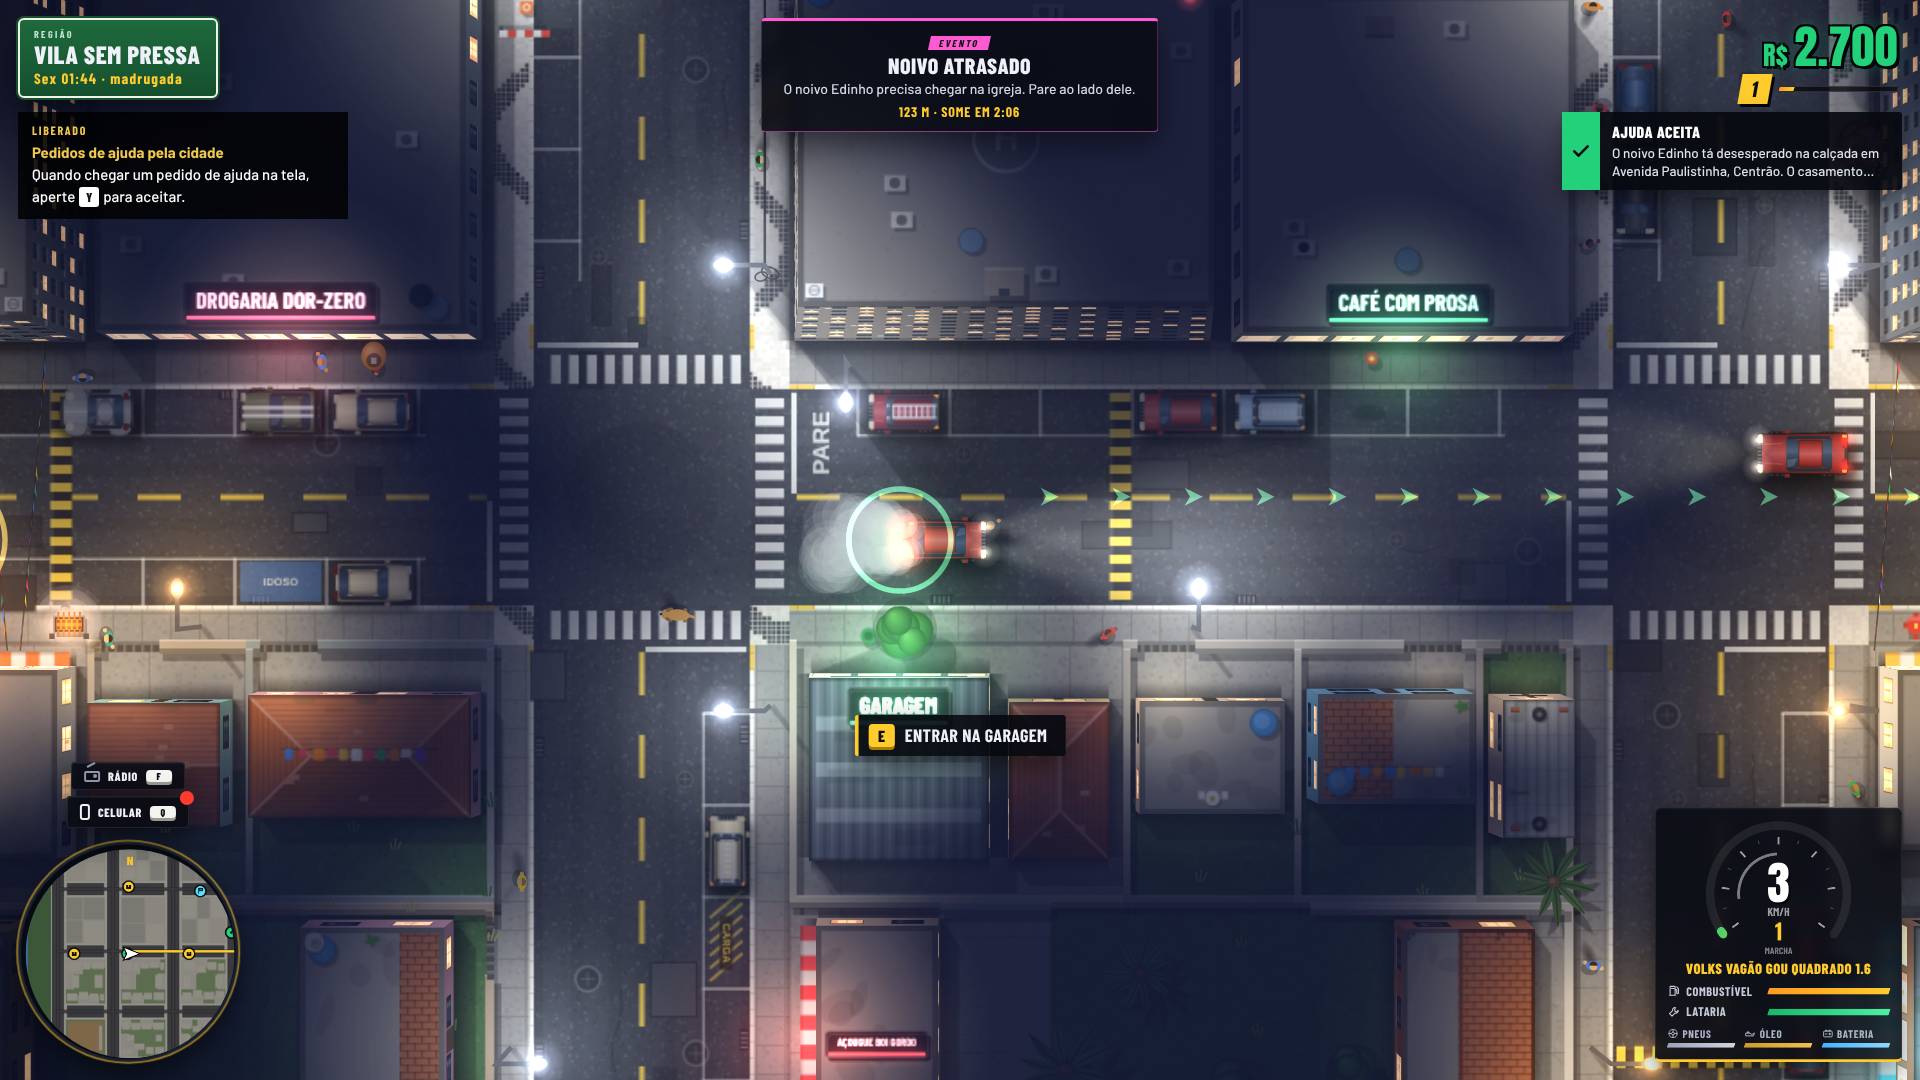 REGIÃO
VILA SEM PRESSA
Sex 01:44 · madrugada
LIBERADO
Pedidos de ajuda pela cidade
Quando chegar um pedido de ajuda na tela,
aperte Y para aceitar.
EVENTO
NOIVO ATRASADO
O noivo Edinho precisa chegar na igreja. Pare ao lado dele.
123 M · SOME EM 2:06
R$ 2.700
1
AJUDA ACEITA
O noivo Edinho tá desesperado na calçada em
Avenida Paulistinha, Centrão. O casamento...
DROGARIA DOR-ZERO
CAFÉ COM PROSA
PARE
IDOSO
GARAGEM
E ENTRAR NA GARAGEM
RÁDIO F
CELULAR Q
N
CARGA
AÇOUGUE BOI GORDO
3
KM/H
1
MARCHA
VOLKS VAGÃO GOU QUADRADO 1.6
COMBUSTÍVEL
LATARIA
PNEUS ÓLEO BATERIA